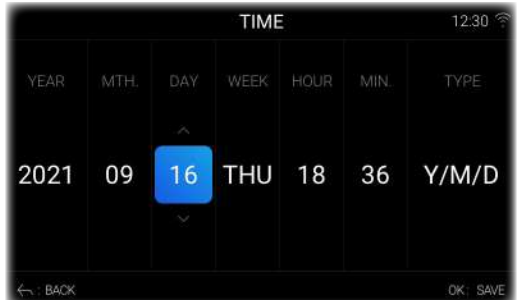 TIME 12:30
YEAR MTH. DAY WEEK HOUR MIN. TYPE
2021 09 16 THU 18 36 Y/M/D
: BACK OK: SAVE